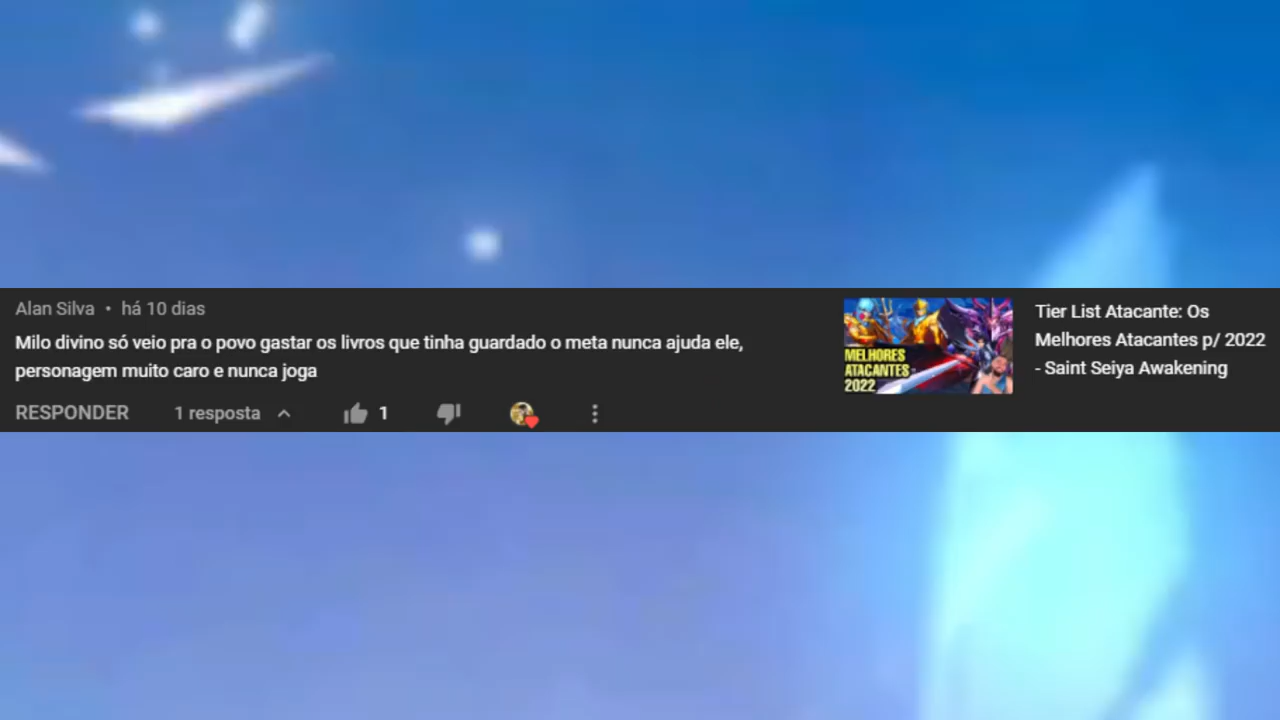 Alan Silva • há 10 dias
Milo divino só veio pra o povo gastar os livros que tinha guardado o meta nunca ajuda ele,
personagem muito caro e nunca joga
RESPONDER 1 resposta 1
MELHORES
ATACANTES
2022
Tier List Atacante: Os
Melhores Atacantes p/ 2022
- Saint Seiya Awakening